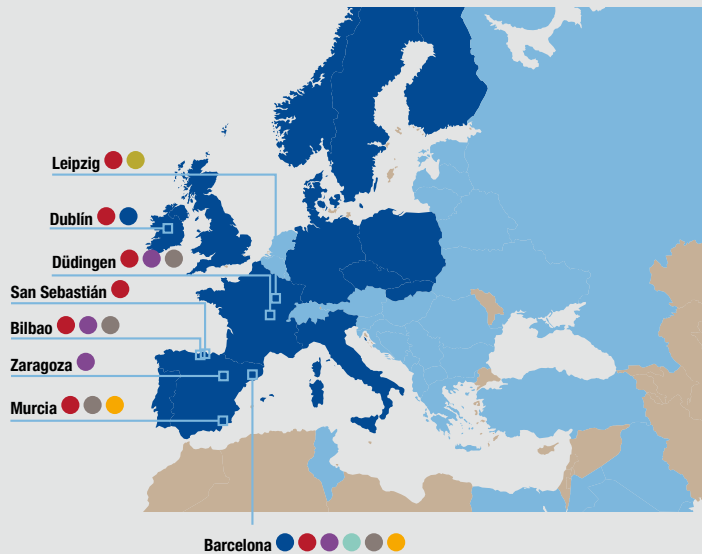 Leipzig
Dublín
Düdingen
San Sebastián
Bilbao
Zaragoza
Murcia
Barcelona